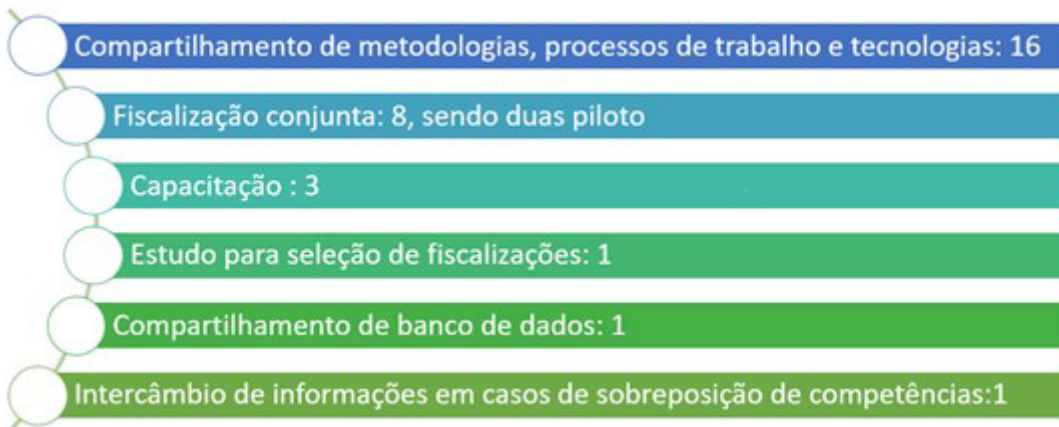 Compartilhamento de metodologias, processos de trabalho e tecnologias: 16
Fiscalização conjunta: 8, sendo duas piloto
Capacitação : 3
Estudo para seleção de fiscalizações: 1
Compartilhamento de banco de dados: 1
Intercâmbio de informações em casos de sobreposição de competências:1